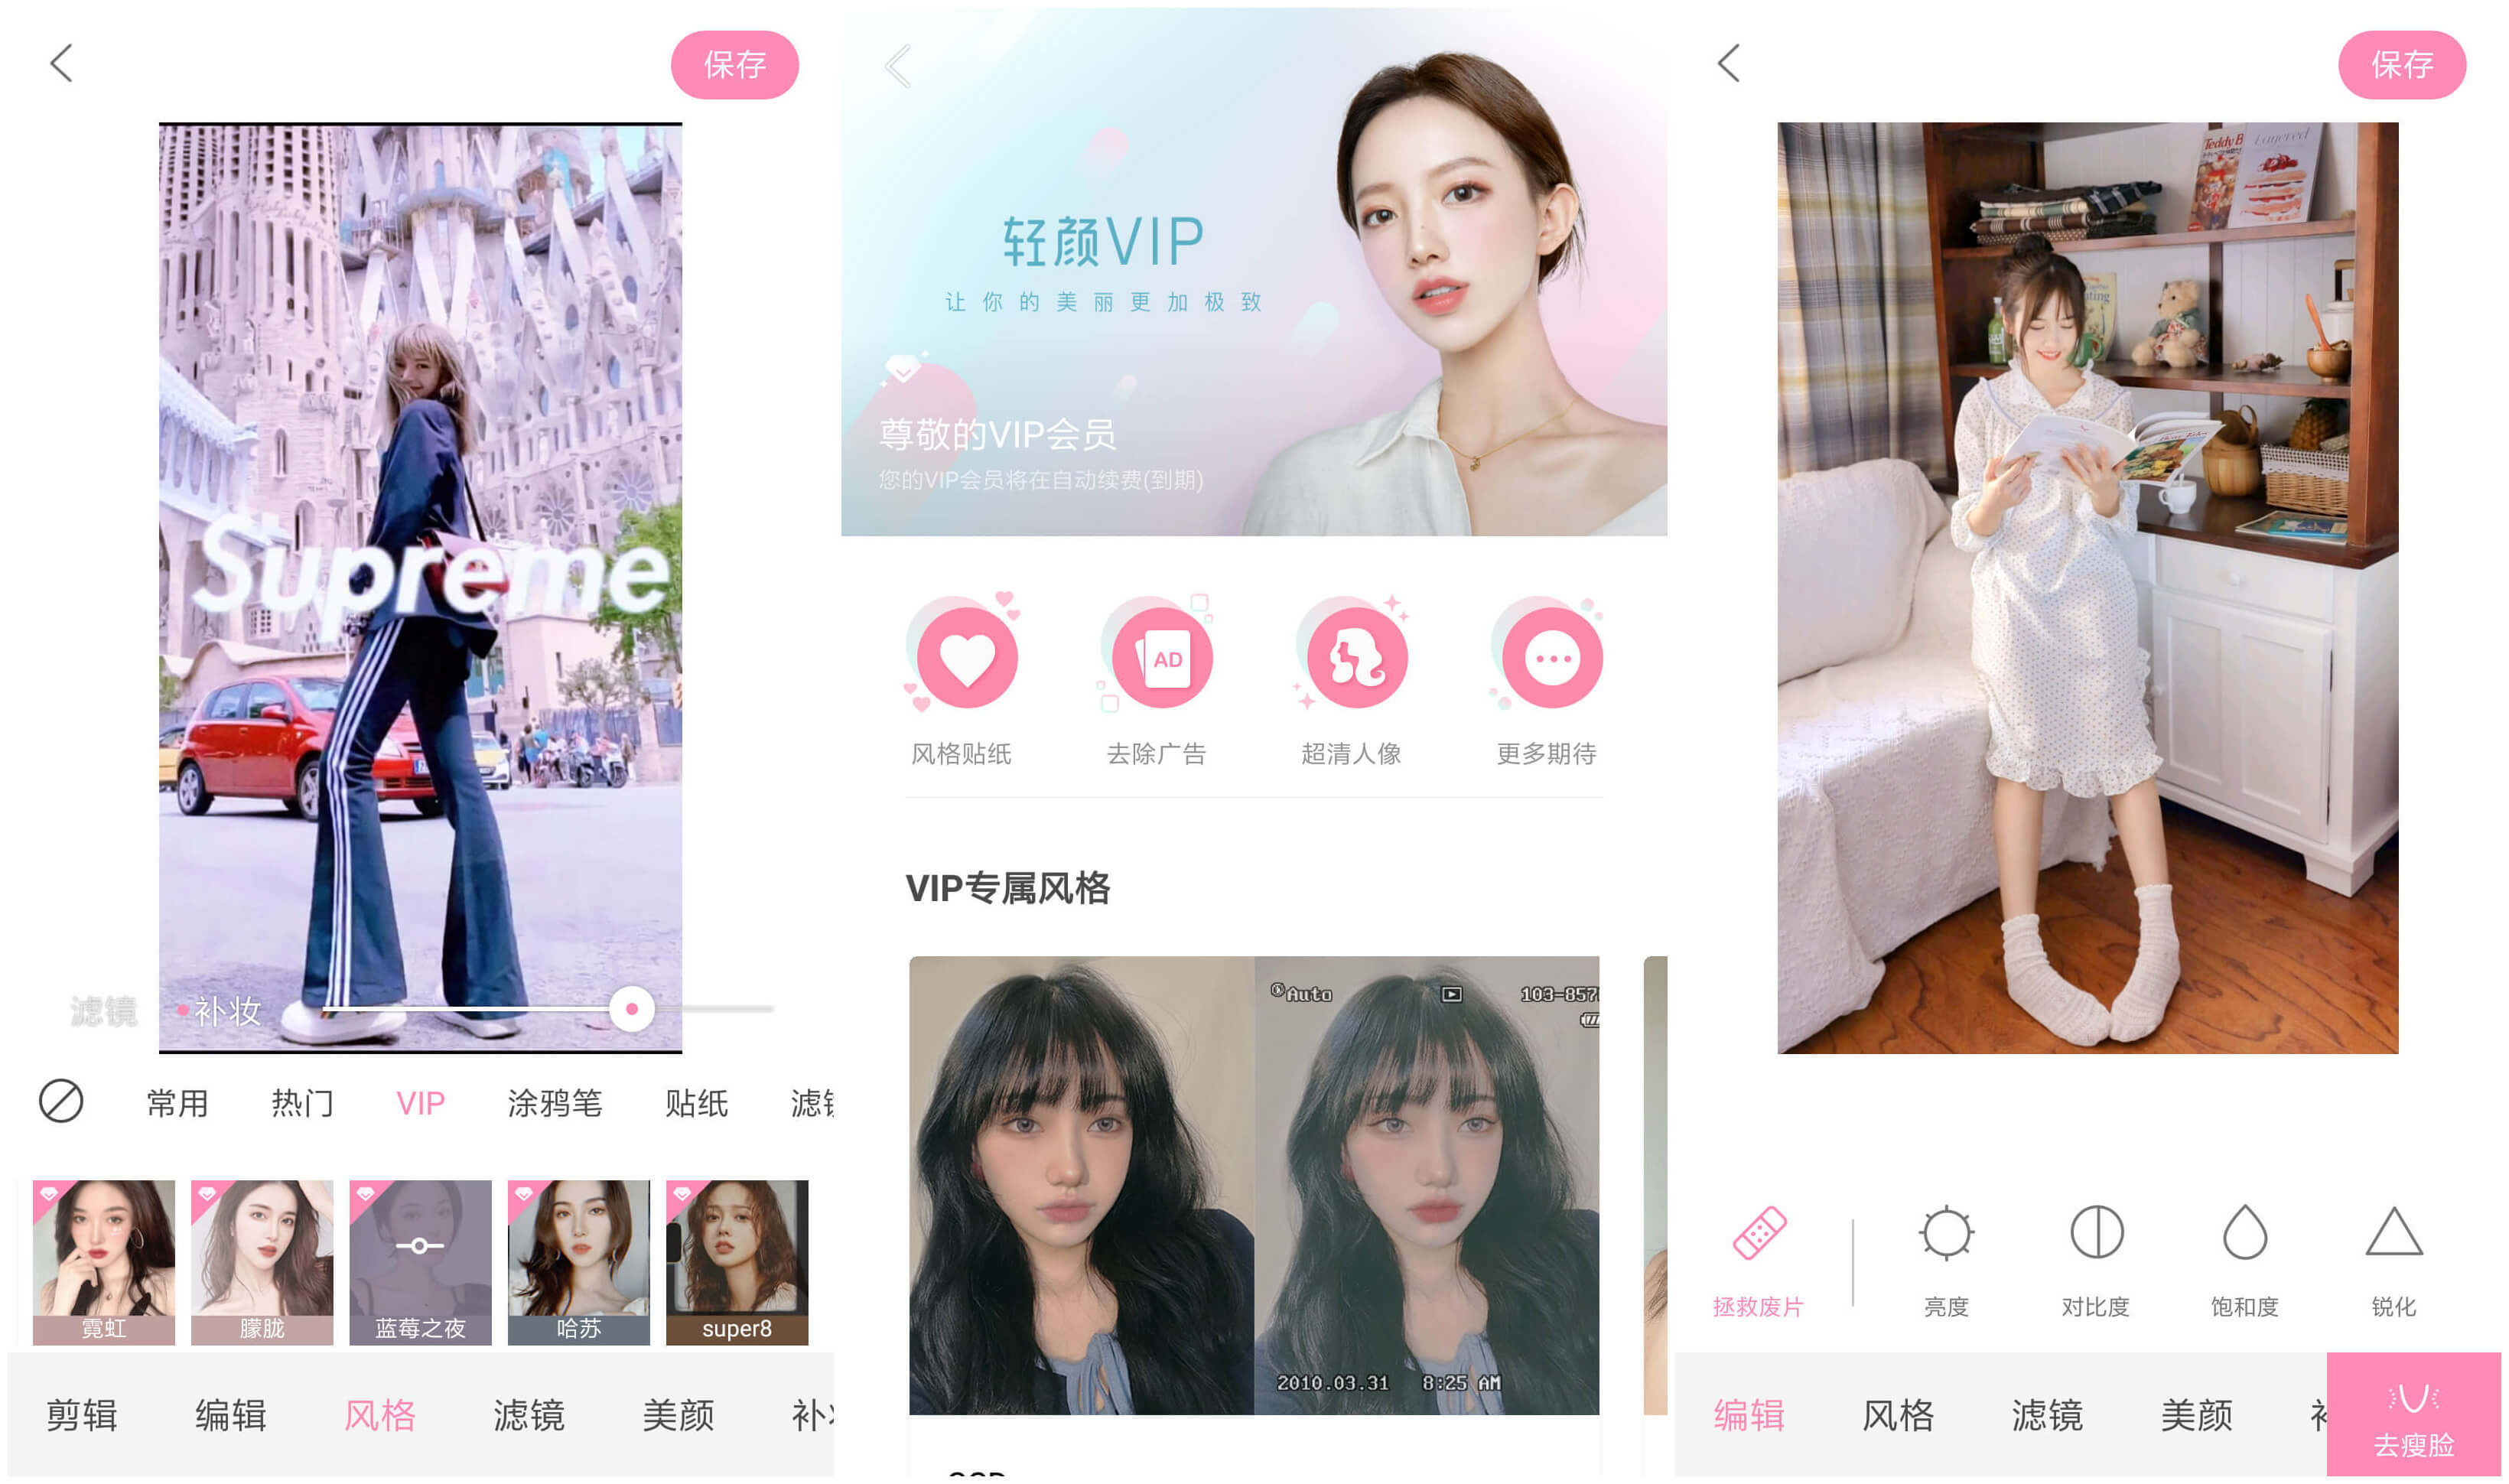 保存
Supreme
滤镜
补妆
常用
热门
VIP
涂鸦笔
贴纸
滤镜
霓虹
朦胧
蓝莓之夜
哈苏
super8
剪辑
编辑
风格
滤镜
美颜
轻颜VIP
让你的美丽更加极致
尊敬的VIP会员
您的VIP会员将在自动续费(到期)
AD
风格贴纸
去除广告
超清人像
更多期待
VIP专属风格
Auto
103-857
2010.03.31 8:25 AM
保存
Teddy B
Layered
拯救废片
亮度
对比度
饱和度
锐化
编辑
风格
滤镜
美颜
去瘦脸